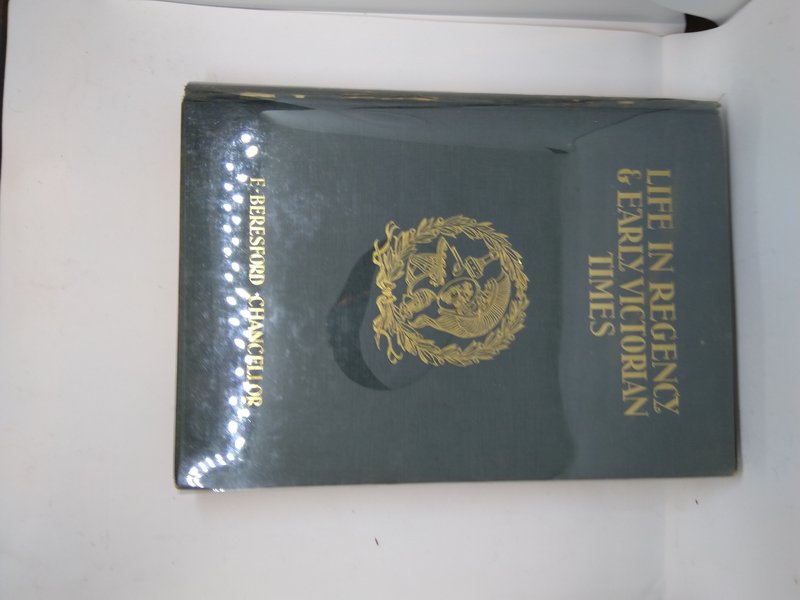 LIFE IN REGENCY
& EARLY VICTORIAN
TIMES
E · BERESFORD CHANCELLOR